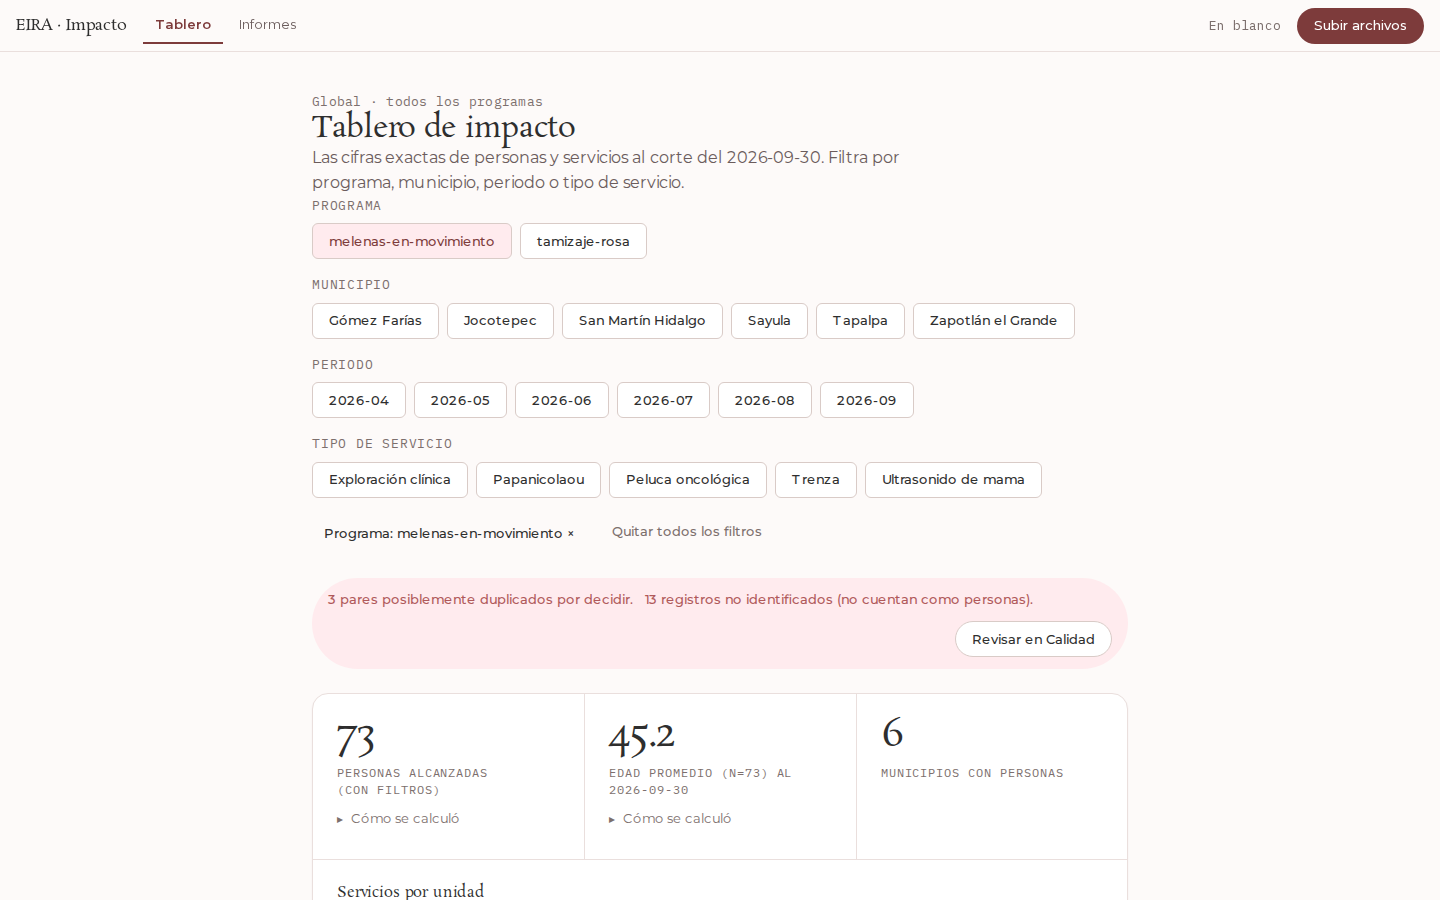 EIRA · Impacto
Tablero
Informes
En blanco
Subir archivos
Global · todos los programas
Tablero de impacto
Las cifras exactas de personas y servicios al corte del 2026-09-30. Filtra por
programa, municipio, periodo o tipo de servicio.
PROGRAMA
melenas-en-movimiento
tamizaje-rosa
MUNICIPIO
Gómez Farías
Jocotepec
San Martín Hidalgo
Sayula
Tapalpa
Zapotlán el Grande
PERIODO
2026-04
2026-05
2026-06
2026-07
2026-08
2026-09
TIPO DE SERVICIO
Exploración clínica
Papanicolaou
Peluca oncológica
Trenza
Ultrasonido de mama
Programa: melenas-en-movimiento ×
Quitar todos los filtros
3 pares posiblemente duplicados por decidir. 13 registros no identificados (no cuentan como personas).
Revisar en Calidad
73
PERSONAS ALCANZADAS
(CON FILTROS)
▸ Cómo se calculó
45.2
EDAD PROMEDIO (N=73) AL
2026-09-30
▸ Cómo se calculó
6
MUNICIPIOS CON PERSONAS
Servicios por unidad